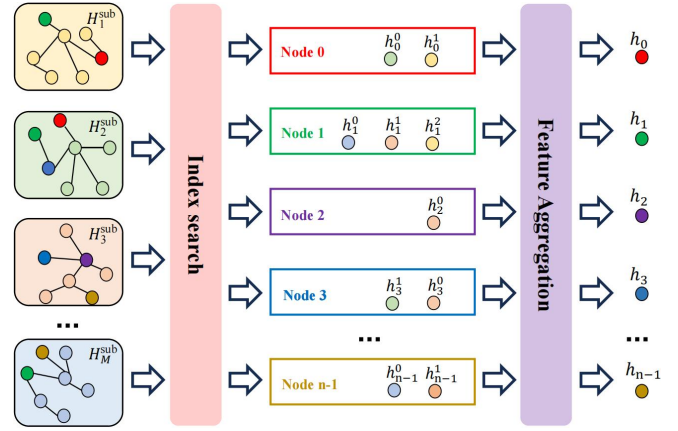 H_1^sub
H_2^sub
H_3^sub
...
H_M^sub
Index search
Node 0 h_0^0 h_0^1
Node 1 h_1^0 h_1^1 h_1^2
Node 2 h_2^0
Node 3 h_3^1 h_3^0
...
Node n-1 h_{n-1}^0 h_{n-1}^1
Feature Aggregation
h_0
h_1
h_2
h_3
...
h_{n-1}